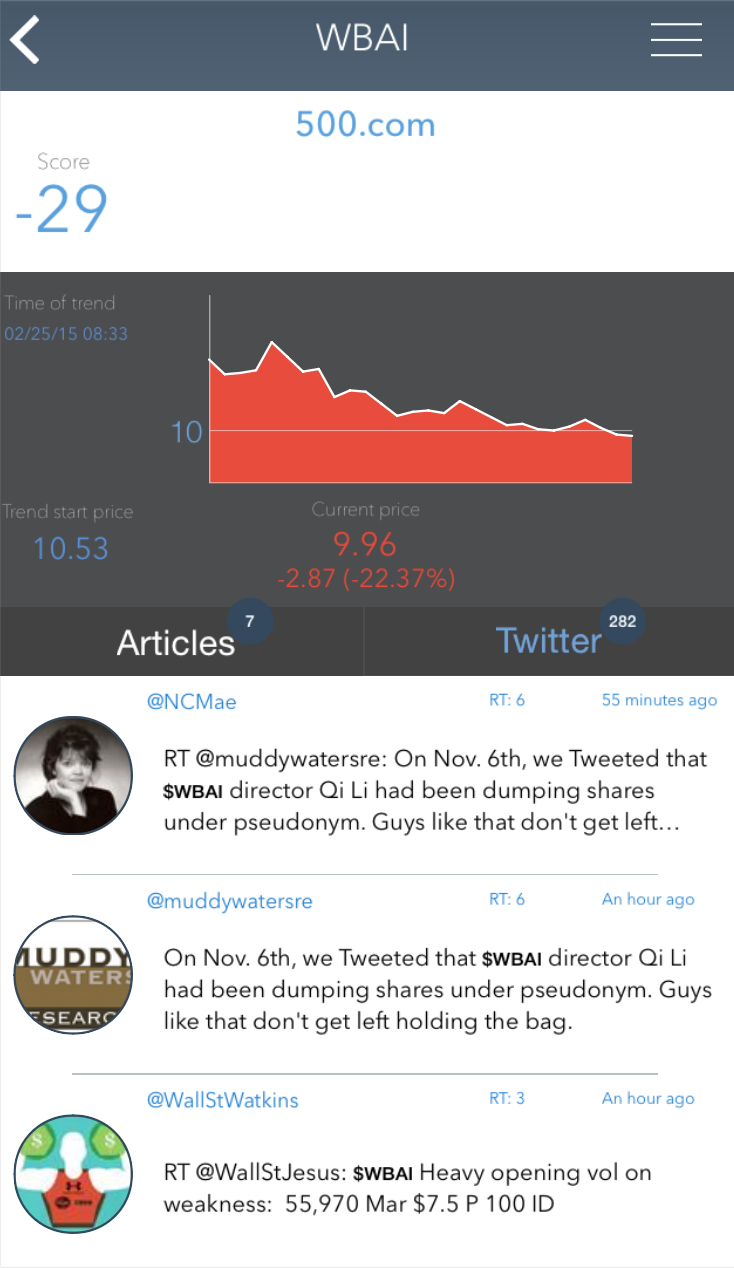 WBAI
500.com
Score
-29
Time of trend
02/25/15 08:33
10
Trend start price
10.53
Current price
9.96
-2.87 (-22.37%)
Articles 7
Twitter 282
@NCMae RT: 6 55 minutes ago
RT @muddywatersre: On Nov. 6th, we Tweeted that
$WBAI director Qi Li had been dumping shares
under pseudonym. Guys like that don't get left...
@muddywatersre RT: 6 An hour ago
MUDDY
WATERS
ESEARC
On Nov. 6th, we Tweeted that $WBAI director Qi Li
had been dumping shares under pseudonym. Guys
like that don't get left holding the bag.
@WallStWatkins RT: 3 An hour ago
$ $
RT @WallStJesus: $WBAI Heavy opening vol on
weakness:  55,970 Mar $7.5 P 100 ID